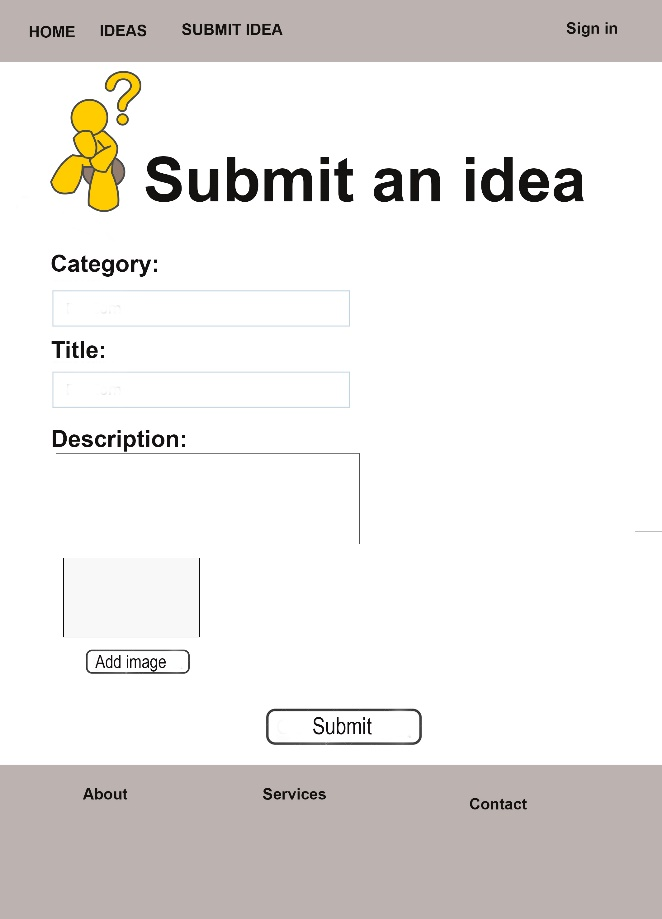 HOME IDEAS SUBMIT IDEA Sign in
?
Submit an idea
Category:
Title:
Description:
Add image
Submit
About Services Contact